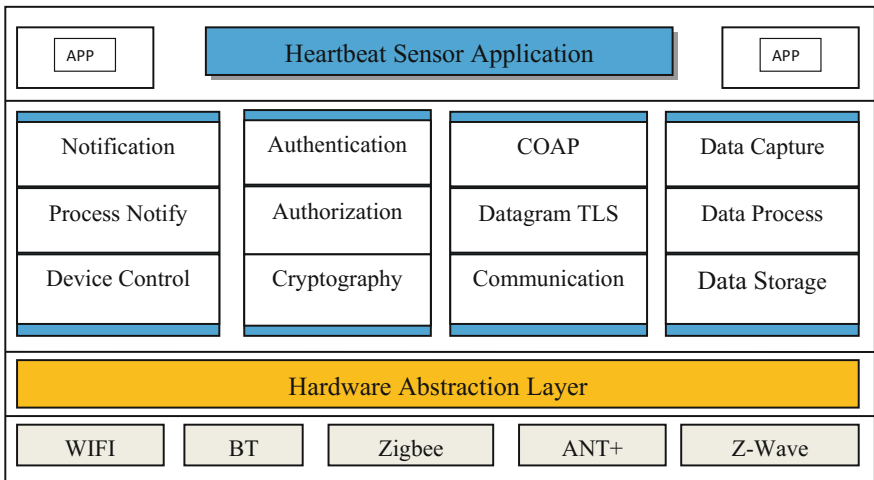 APP
Heartbeat Sensor Application
APP
Notification
Authentication
COAP
Data Capture
Process Notify
Authorization
Datagram TLS
Data Process
Device Control
Cryptography
Communication
Data Storage
Hardware Abstraction Layer
WIFI
BT
Zigbee
ANT+
Z-Wave